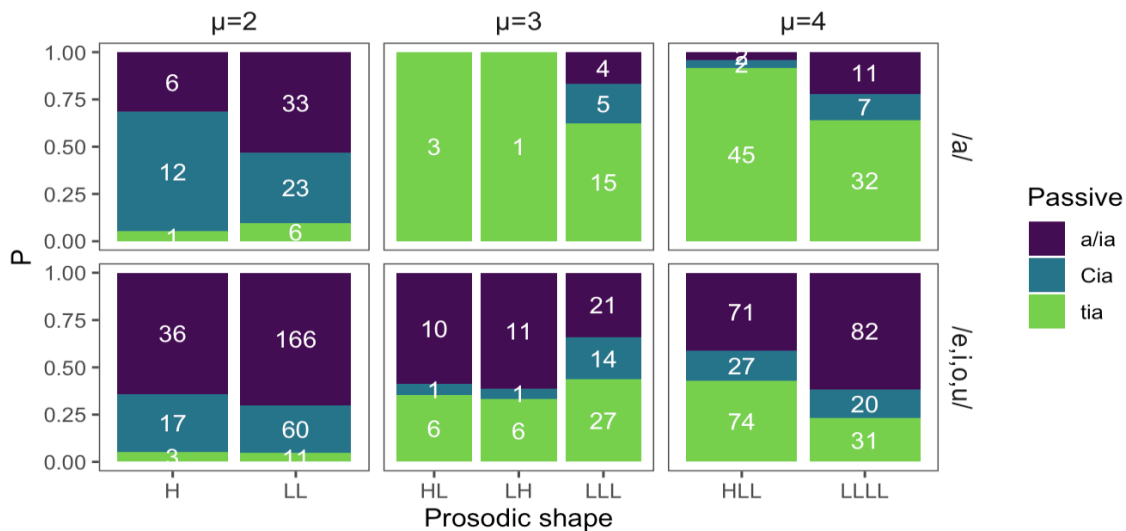 μ=2 μ=3 μ=4
1.00
0.75
0.50
0.25
0.00
6 33
12 23
1 6
3 1 4
5
15
2 11
2 7
45 32
/a/
1.00
0.75
0.50
0.25
0.00
36 166
17 60
3 11
10 11 21
1 1 14
6 6 27
71 82
27 20
74 31
/e,i,o,u/
P
H LL HL LH LLL HLL LLLL
Prosodic shape
Passive
a/ia
Cia
tia